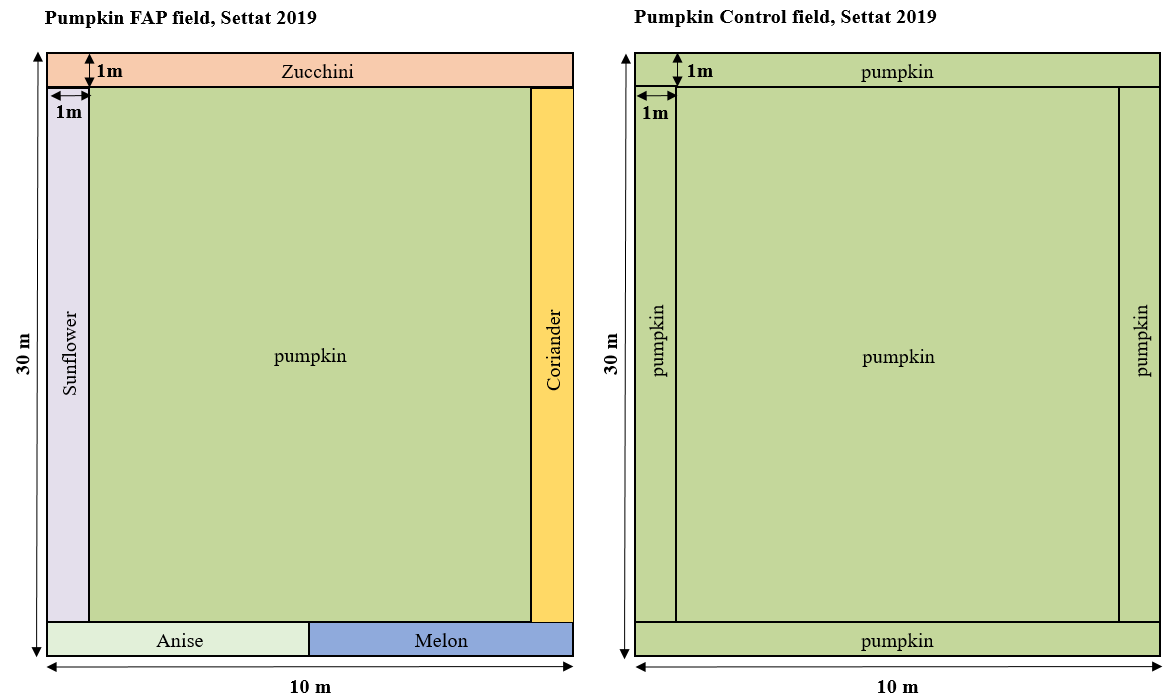 Pumpkin FAP field, Settat 2019
1m
Zucchini
1m
30 m
Sunflower
pumpkin
Coriander
Anise
Melon
10 m
Pumpkin Control field, Settat 2019
1m
pumpkin
1m
30 m
pumpkin
pumpkin
pumpkin
pumpkin
10 m